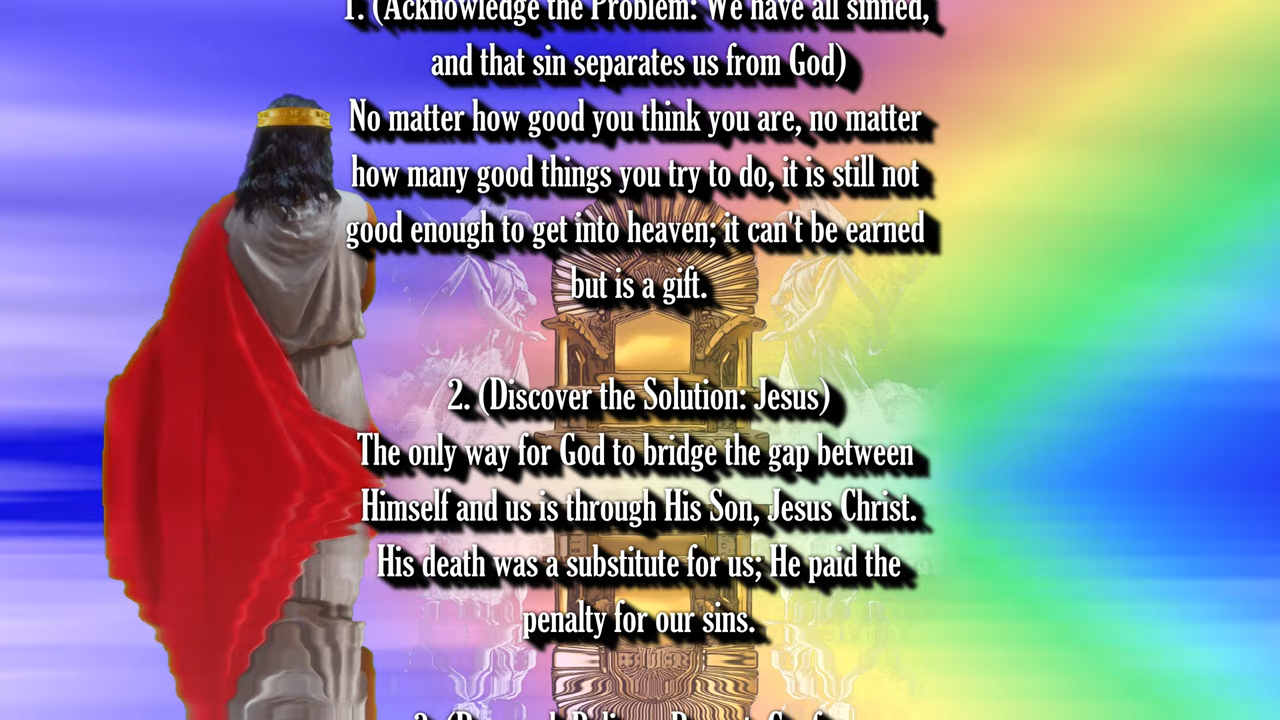 1. (Acknowledge the Problem: We have all sinned,
and that sin separates us from God)
No matter how good you think you are, no matter
how many good things you try to do, it is still not
good enough to get into heaven; it can't be earned
but is a gift.
2. (Discover the Solution: Jesus)
The only way for God to bridge the gap between
Himself and us is through His Son, Jesus Christ.
His death was a substitute for us; He paid the
penalty for our sins.